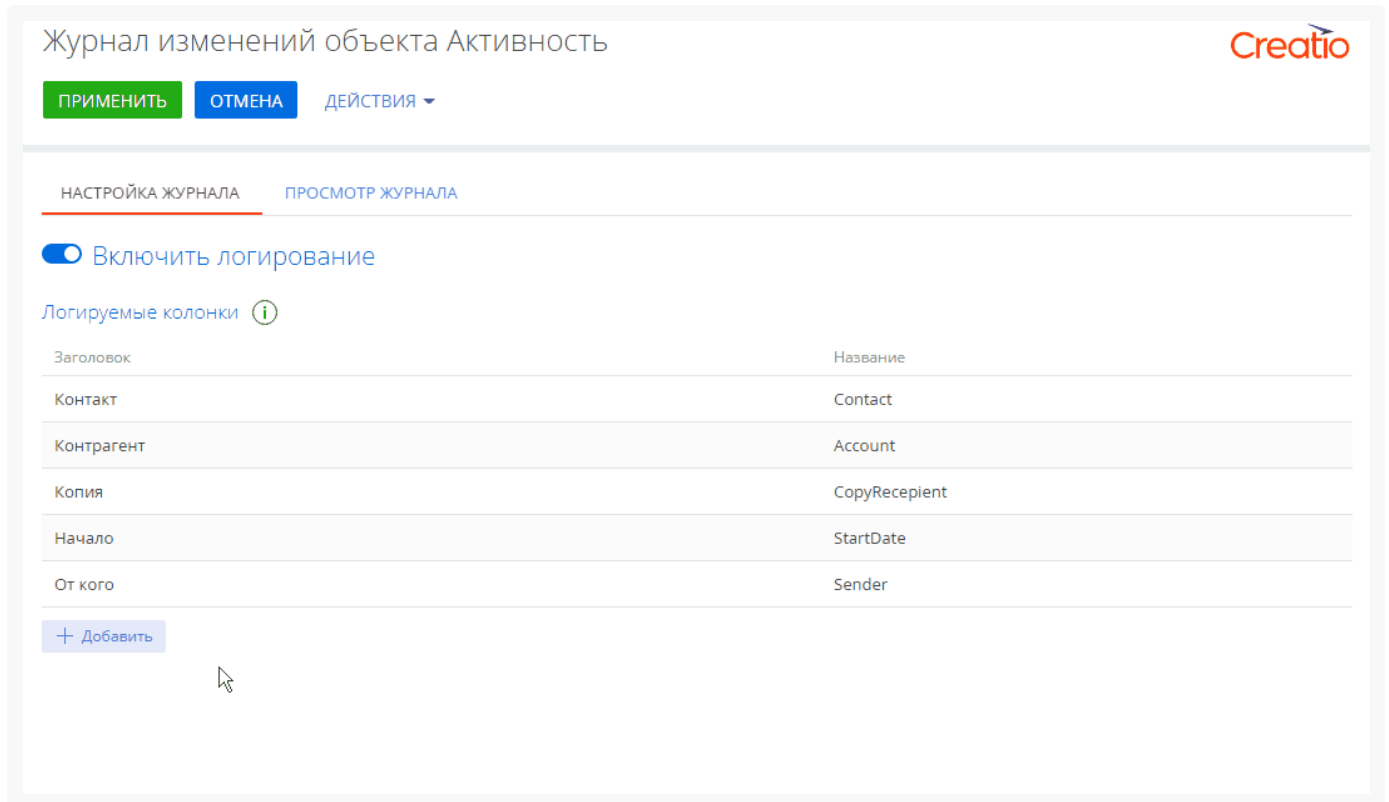 Журнал изменений объекта Активность
Creatio
ПРИМЕНИТЬ ОТМЕНА ДЕЙСТВИЯ
НАСТРОЙКА ЖУРНАЛА ПРОСМОТР ЖУРНАЛА
Включить логирование
Логируемые колонки i
Заголовок Название
Контакт Contact
Контрагент Account
Копия CopyRecepient
Начало StartDate
От кого Sender
+ Добавить